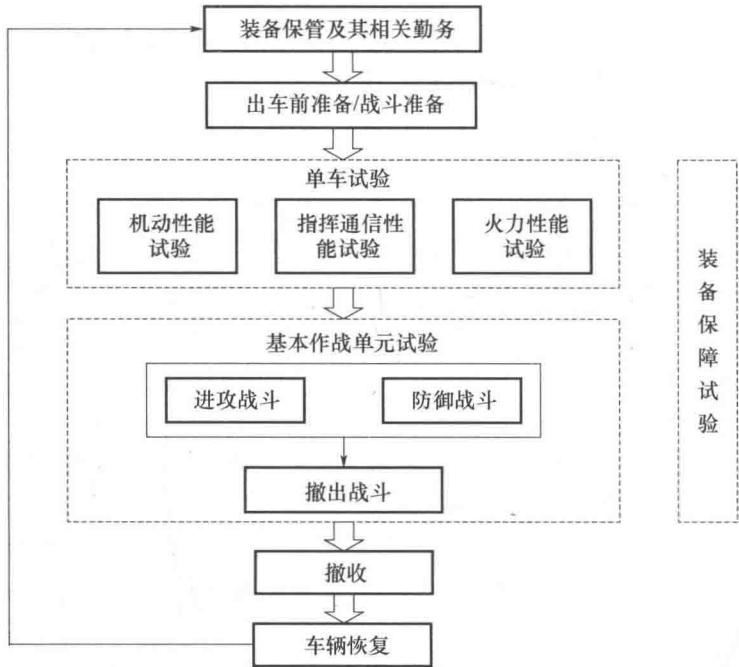 装备保管及其相关勤务
出车前准备/战斗准备
单车试验
机动性能
试验
指挥通信性
能试验
火力性能
试验
基本作战单元试验
进攻战斗
防御战斗
撤出战斗
撤收
车辆恢复
装
备
保
障
试
验